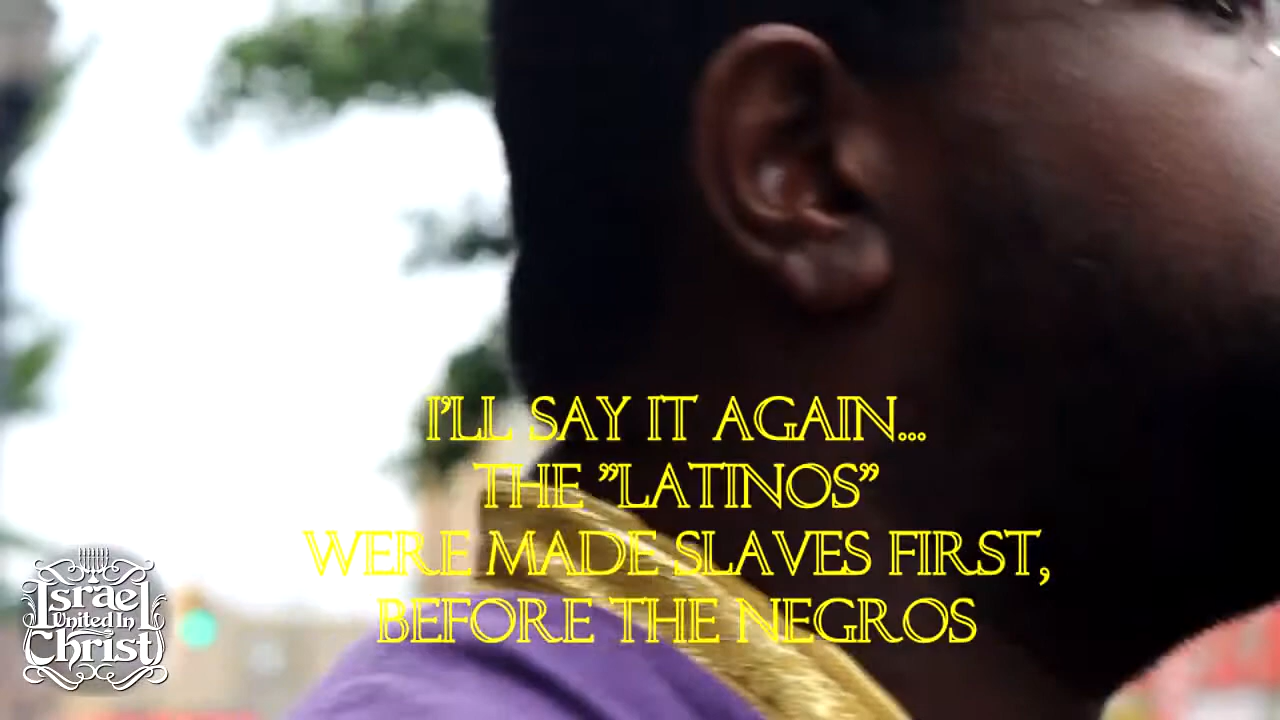 I'LL SAY IT AGAIN...
THE "LATINOS"
WERE MADE SLAVES FIRST,
BEFORE THE NEGROS
Israel
United In
Christ